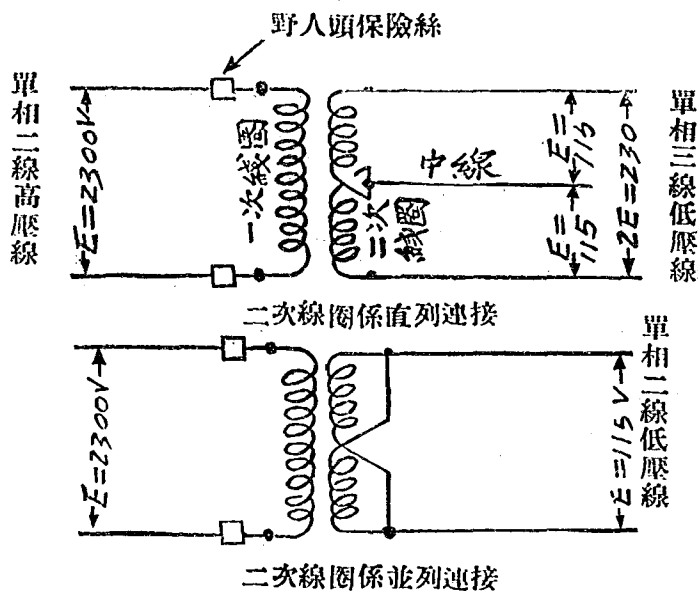 野人頭保險絲
單相二線高壓線
E=2300V
一次線圈
二次線圈
中線
E=115
E=115
2E=230
單相三線低壓線
二次線圈係直列連接
E=2300V
E=115V
單相二線低壓線
二次線圈係並列連接